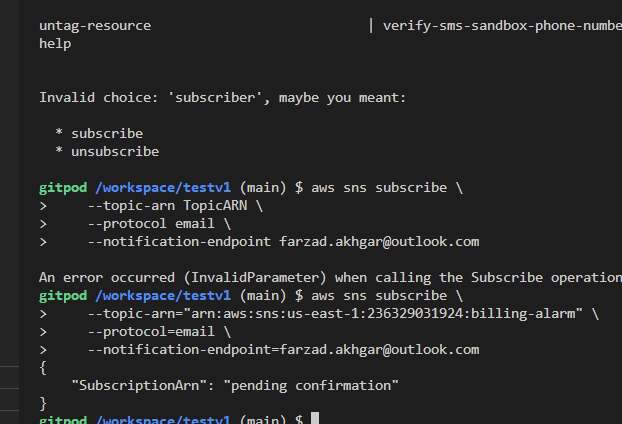 untag-resource | verify-sms-sandbox-phone-numbe
help
Invalid choice: 'subscriber', maybe you meant:
* subscribe
* unsubscribe
gitpod /workspace/testv1 (main) $ aws sns subscribe \
> --topic-arn TopicARN \
> --protocol email \
> --notification-endpoint farzad.akhgar@outlook.com
An error occurred (InvalidParameter) when calling the Subscribe operation
gitpod /workspace/testv1 (main) $ aws sns subscribe \
> --topic-arn="arn:aws:sns:us-east-1:236329031924:billing-alarm" \
> --protocol=email \
> --notification-endpoint=farzad.akhgar@outlook.com
{
"SubscriptionArn": "pending confirmation"
}
gitpod /workspace/testv1 (main) $